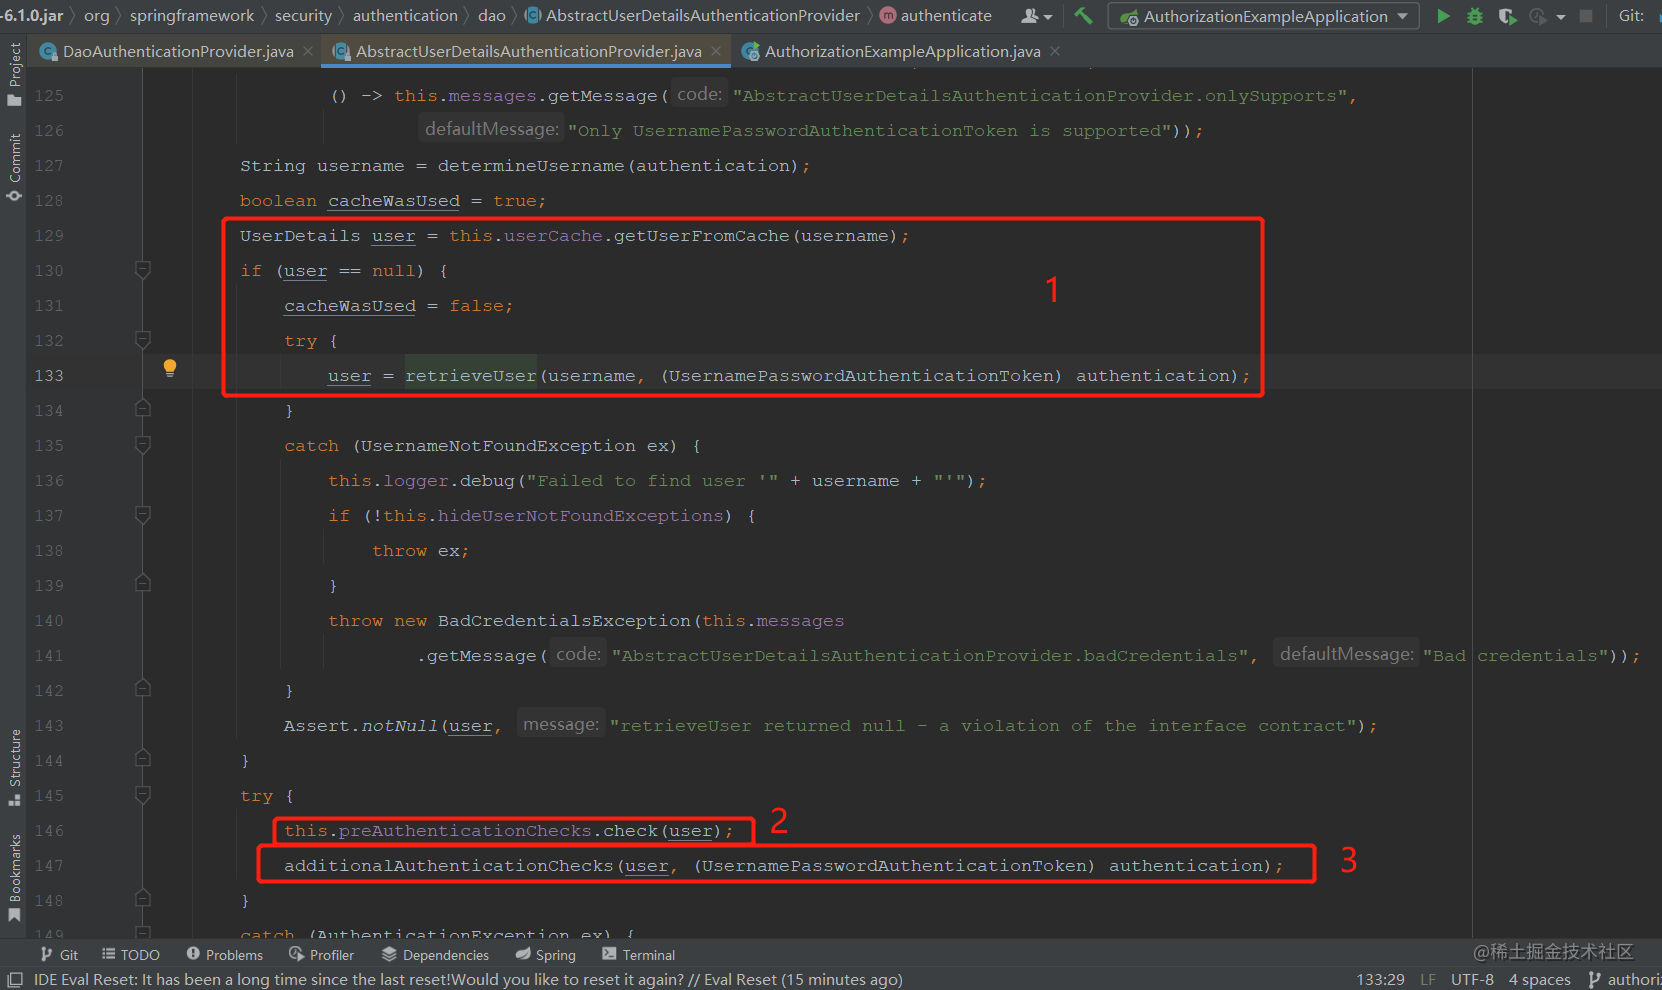 -6.1.0.jar 〉 org 〉 springframework 〉 security 〉 authentication 〉 dao 〉 AbstractUserDetailsAuthenticationProvider 〉 authenticate AuthorizationExampleApplication Git:
DaoAuthenticationProvider.java × AbstractUserDetailsAuthenticationProvider.java × AuthorizationExampleApplication.java ×
Project
Commit
Structure
Bookmarks
125 () -> this.messages.getMessage( code: "AbstractUserDetailsAuthenticationProvider.onlySupports",
126 defaultMessage: "Only UsernamePasswordAuthenticationToken is supported"));
127 String username = determineUsername(authentication);
128 boolean cacheWasUsed = true;
129 UserDetails user = this.userCache.getUserFromCache(username);
130 if (user == null) {
1
131 cacheWasUsed = false;
132 try {
133 user = retrieveUser(username, (UsernamePasswordAuthenticationToken) authentication);
134 }
135 catch (UsernameNotFoundException ex) {
136 this.logger.debug("Failed to find user '" + username + "'");
137 if (!this.hideUserNotFoundExceptions) {
138 throw ex;
139 }
140 throw new BadCredentialsException(this.messages
141 .getMessage( code: "AbstractUserDetailsAuthenticationProvider.badCredentials", defaultMessage: "Bad credentials"));
142 }
143 Assert.notNull(user, message: "retrieveUser returned null - a violation of the interface contract");
144 }
145 try {
146 this.preAuthenticationChecks.check(user); 2
147 additionalAuthenticationChecks(user, (UsernamePasswordAuthenticationToken) authentication); 3
148 }
149 catch (AuthenticationException ex) {
Git TODO Problems Profiler Dependencies Spring Terminal
@稀土掘金技术社区
IDE Eval Reset: It has been a long time since the last reset!Would you like to reset it again? // Eval Reset (15 minutes ago) 133:29 LF UTF-8 4 spaces authori